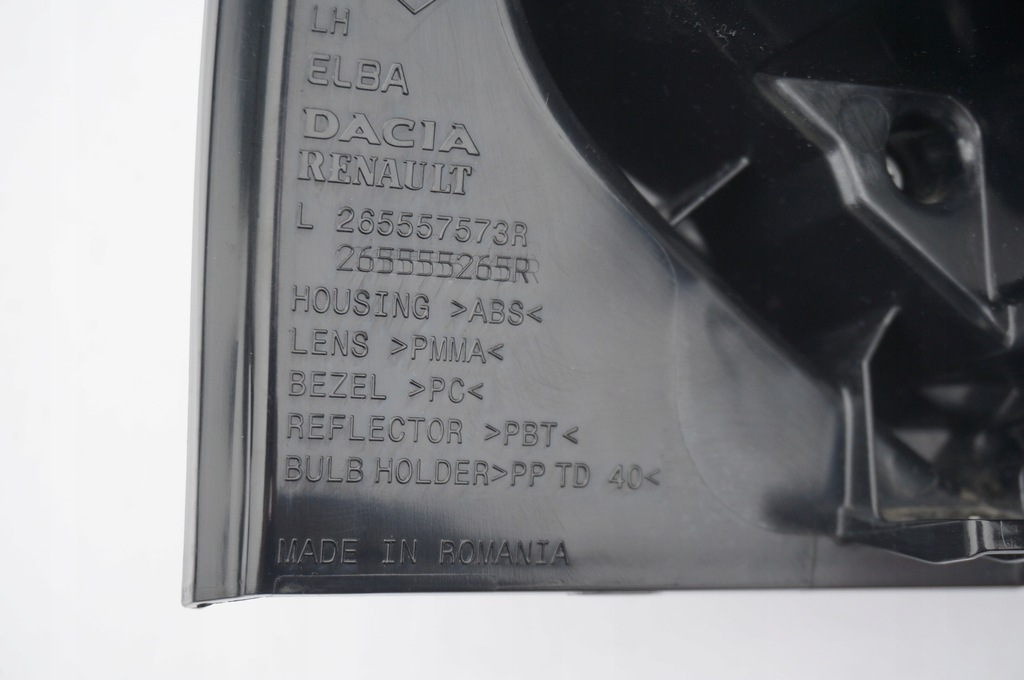 LH
ELBA
DACIA
RENAULT
L 265557573R
265555265R
HOUSING >ABS<
LENS >PMMA<
BEZEL >PC<
REFLECTOR >PBT<
BULB HOLDER>PP TD 40<
MADE IN ROMANIA